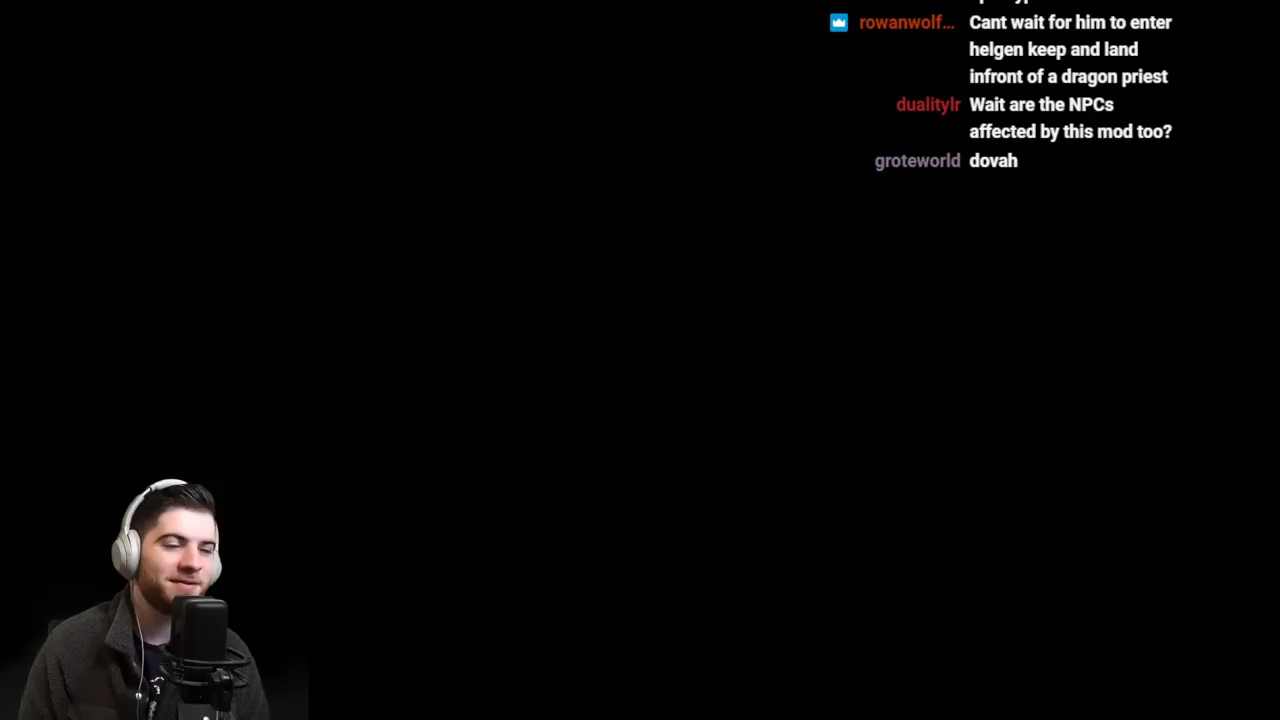 rowanwolf… Cant wait for him to enter
helgen keep and land
infront of a dragon priest
dualitylr Wait are the NPCs
affected by this mod too?
groteworld dovah